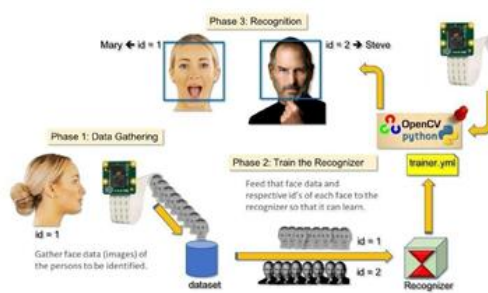 Phase 3: Recognition
Mary ← id = 1
id = 2 → Steve
OpenCV
python
trainer.yml
Phase 1: Data Gathering
Phase 2: Train the Recognizer
Feed that face data and
respective id's of each face to the
recognizer so that it can learn.
id = 1
Gather face data (images) of
the persons to be identified.
dataset
id = 1
id = 2
Recognizer